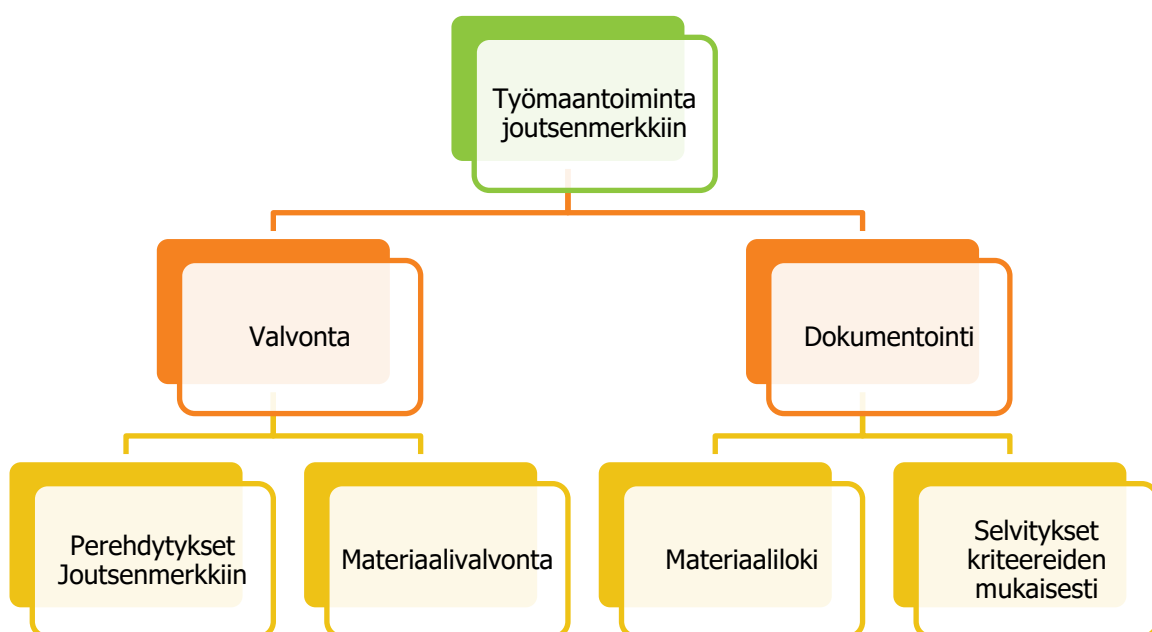 Työmaantoiminta
joutsenmerkkiin
Valvonta
Dokumentointi
Perehdytykset
Joutsenmerkkiin
Materiaalivalvonta
Materiaaliloki
Selvitykset
kriteereiden
mukaisesti